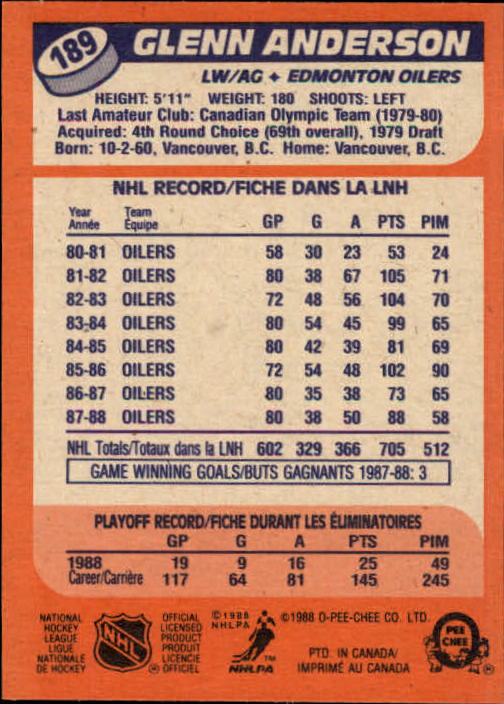 189
GLENN ANDERSON
LW/AG ♦ EDMONTON OILERS
HEIGHT: 5'11" WEIGHT: 180 SHOOTS: LEFT
Last Amateur Club: Canadian Olympic Team (1979-80)
Acquired: 4th Round Choice (69th overall), 1979 Draft
Born: 10-2-60, Vancouver, B.C. Home: Vancouver, B.C.
NHL RECORD/FICHE DANS LA LNH
Year Team
Année Équipe GP G A PTS PIM
80-81 OILERS 58 30 23 53 24
81-82 OILERS 80 38 67 105 71
82-83 OILERS 72 48 56 104 70
83-84 OILERS 80 54 45 99 65
84-85 OILERS 80 42 39 81 69
85-86 OILERS 72 54 48 102 90
86-87 OILERS 80 35 38 73 65
87-88 OILERS 80 38 50 88 58
NHL Totals/Totaux dans la LNH 602 329 366 705 512
GAME WINNING GOALS/BUTS GAGNANTS 1987-88: 3
PLAYOFF RECORD/FICHE DURANT LES ÉLIMINATOIRES
GP G A PTS PIM
1988 19 9 16 25 49
Career/Carrière 117 64 81 145 245
NATIONAL
HOCKEY
LEAGUE
LIGUE
NATIONALE
DE HOCKEY
NHL
®
OFFICIAL
LICENSED
PRODUCT
PRODUIT
LICENCIE
OFFICIEL
©1988
NHLPA
™
NHLPA
©1988 O-PEE-CHEE CO. LTD.
PTD. IN CANADA/
IMPRIMÉ AU CANADA
O
PEE
CHEE
®